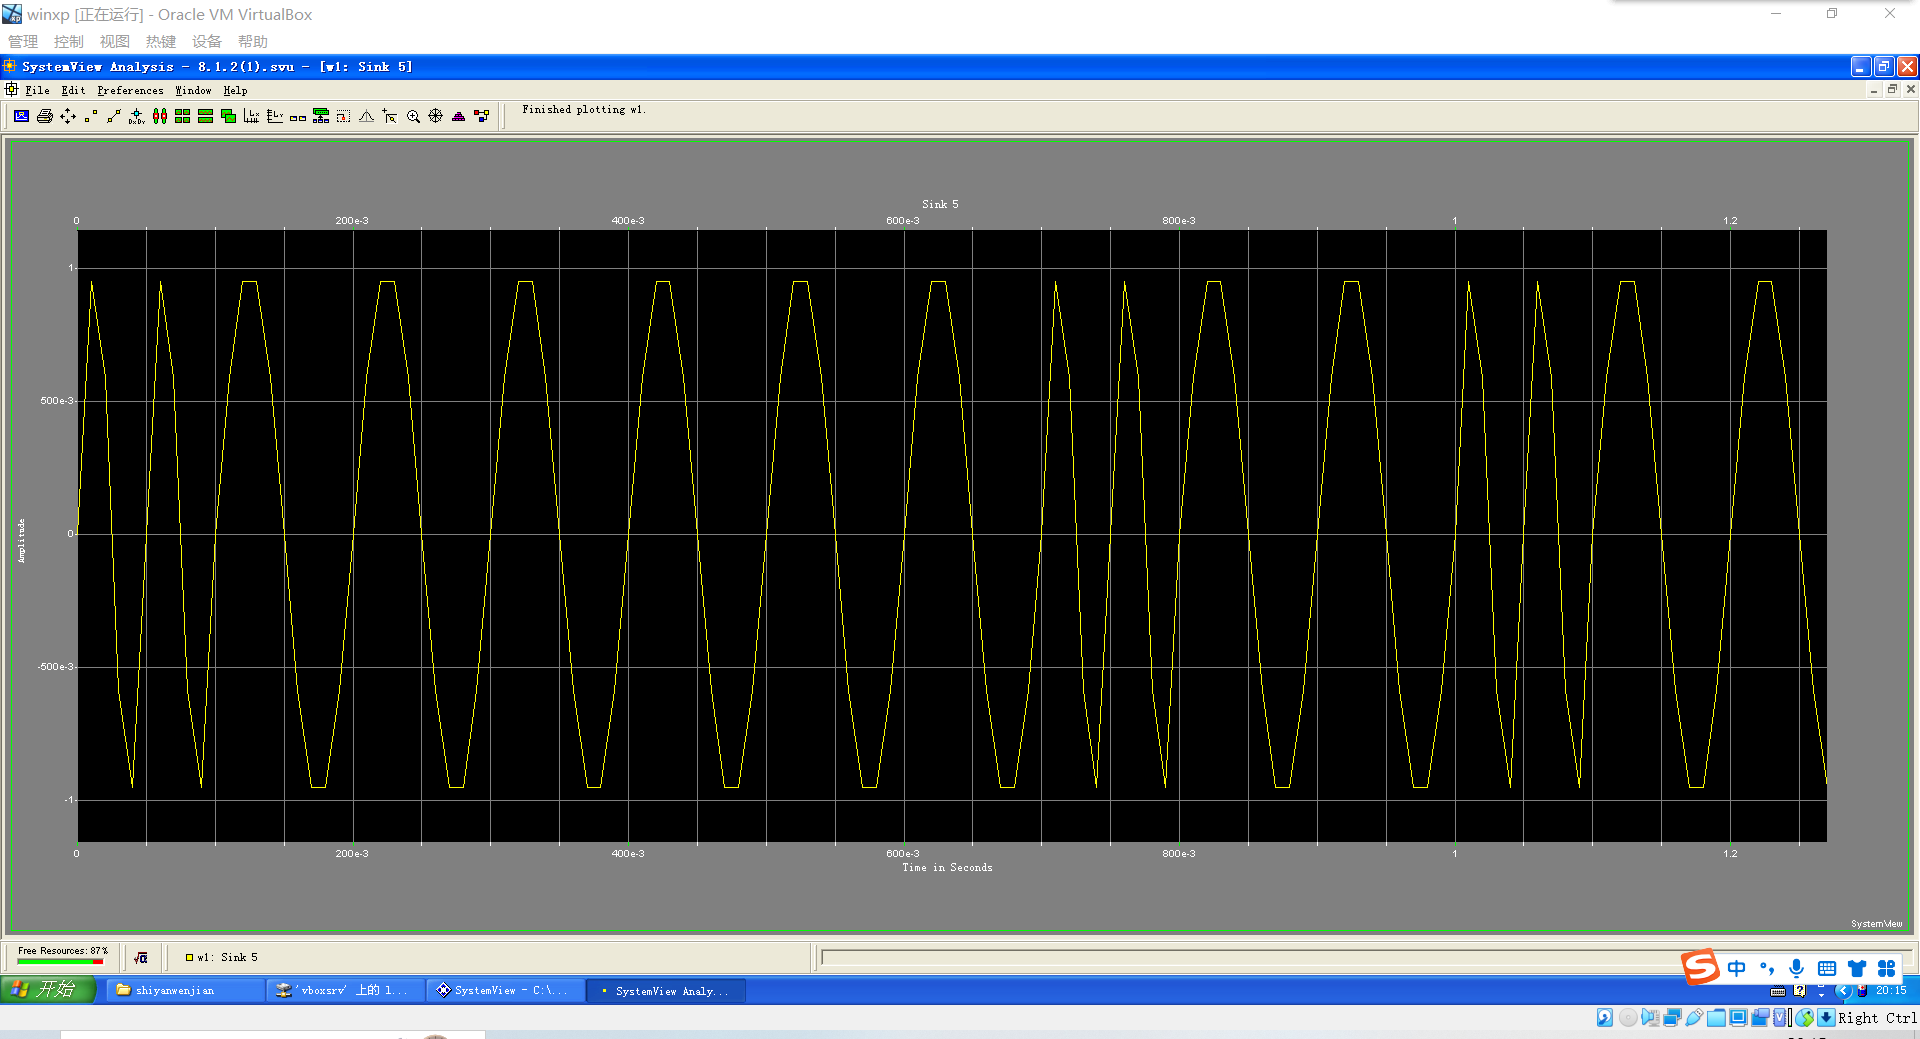 winxp [正在运行] - Oracle VM VirtualBox
管理 控制 视图 热键 设备 帮助
SystemView Analysis - 8.1.2(1).svu - [w1: Sink 5]
File Edit Preferences Window Help
Finished plotting w1.
Sink 5
0 200e-3 400e-3 600e-3 800e-3 1 1.2
1
500e-3
0
-500e-3
-1
Amplitude
0 200e-3 400e-3 600e-3 800e-3 1 1.2
Time in Seconds
SystemView
Free Resources: 87%
√α
w1: Sink 5
中
开始 shiyanwenjian 'vboxsrv' 上的 l... SystemView - C:\... SystemView Analy... 20:15
Right Ctrl